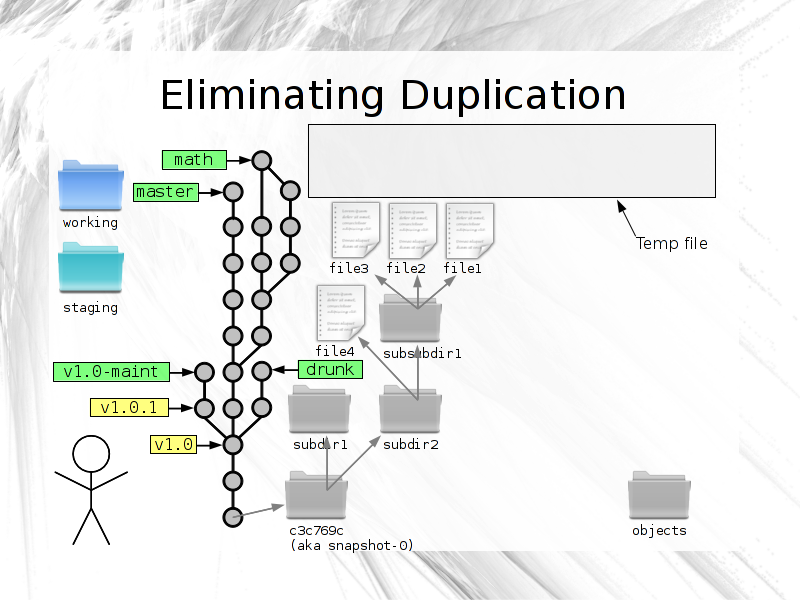 Eliminating Duplication
math
master
working
Temp file
file3
file2
file1
staging
file4
subsubdir1
v1.0-maint
drunk
v1.0.1
v1.0
subdir1
subdir2
c3c769c
(aka snapshot-0)
objects